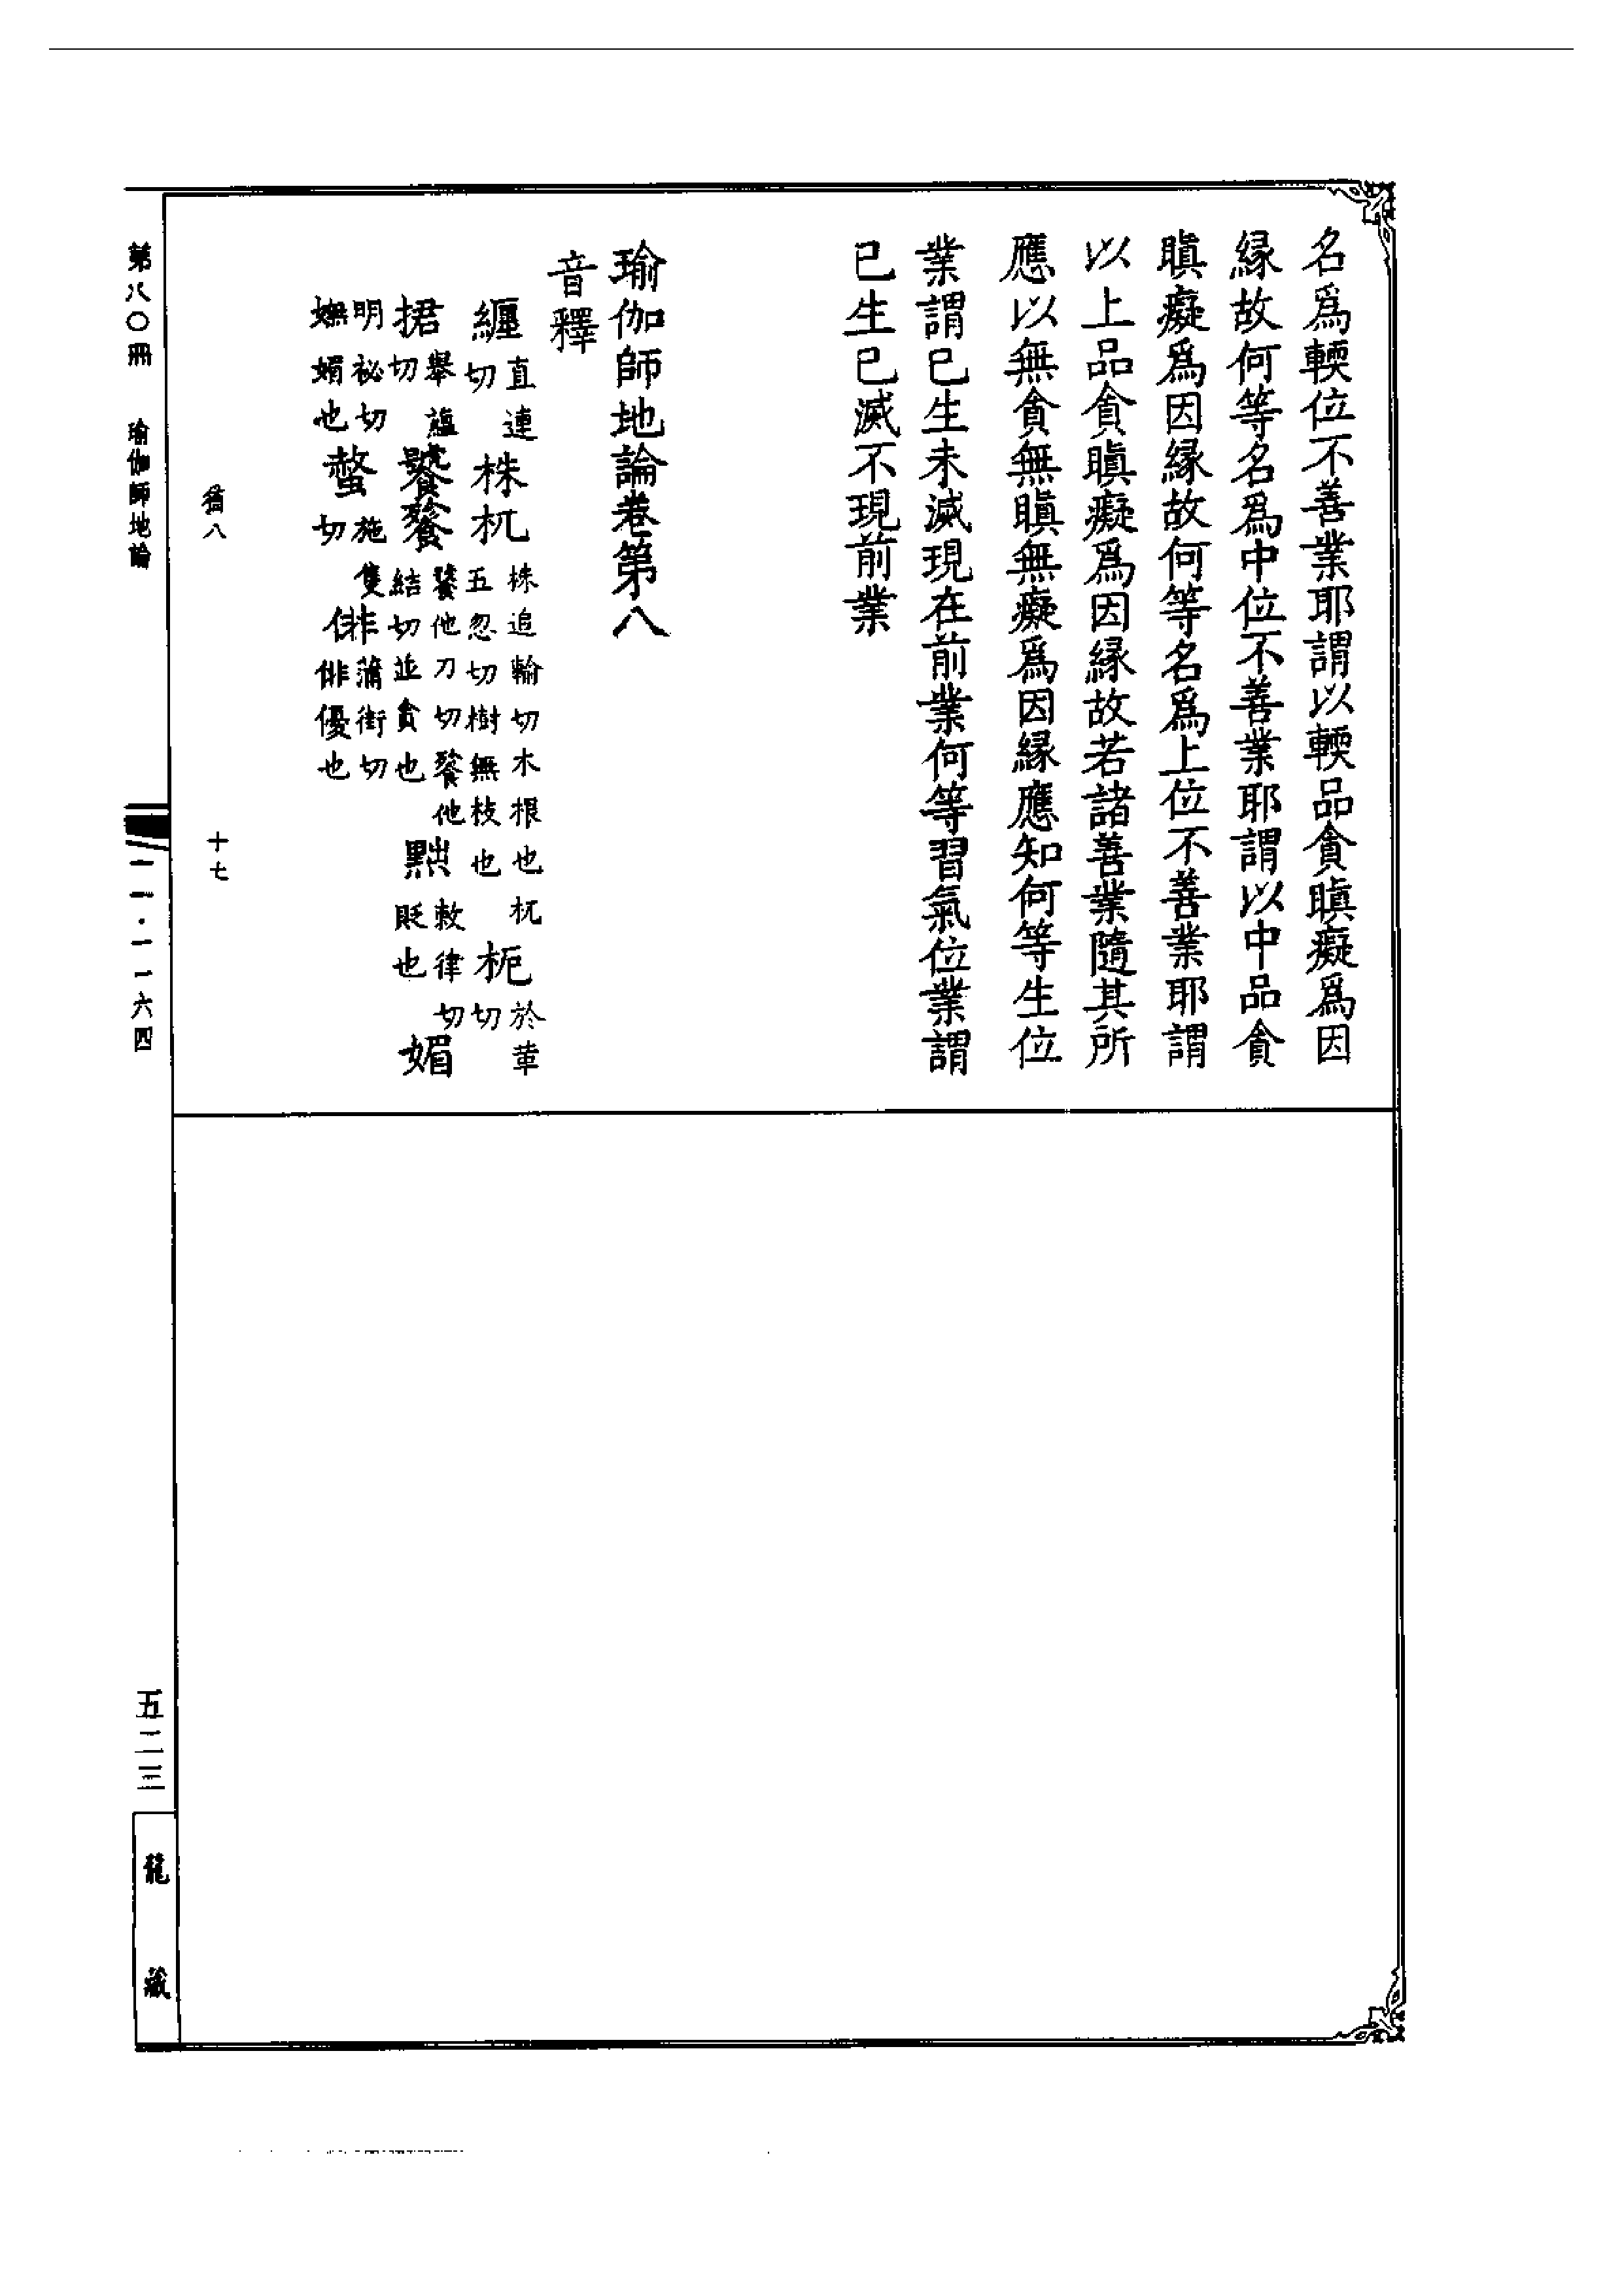 名爲輭位不善業耶謂以輭品貪瞋癡爲因
縁故何等名爲中位不善業耶謂以中品貪
瞋癡爲因縁故何等名爲上位不善業耶謂
以上品貪瞋癡爲因縁故若諸善業隨其所
應以無貪無瞋無癡爲因縁應知何等生位
業謂已生未滅現在前業何等習氣位業謂
已生已滅不現前業
瑜伽師地論卷第八
音釋
纏直連切 株杌株追輸切木根也杌五忽切樹無枝也 枙於革切
捃舉蘊切 饕餮饕他刀切餮他結切並貪也 黜敕律切貶也 媚
明祕切嫵媚也 螫施隻切 俳蒲街切俳優也
猶八
十七
第八〇冊
瑜伽師地論
二一·一一六四
五二三
龍藏